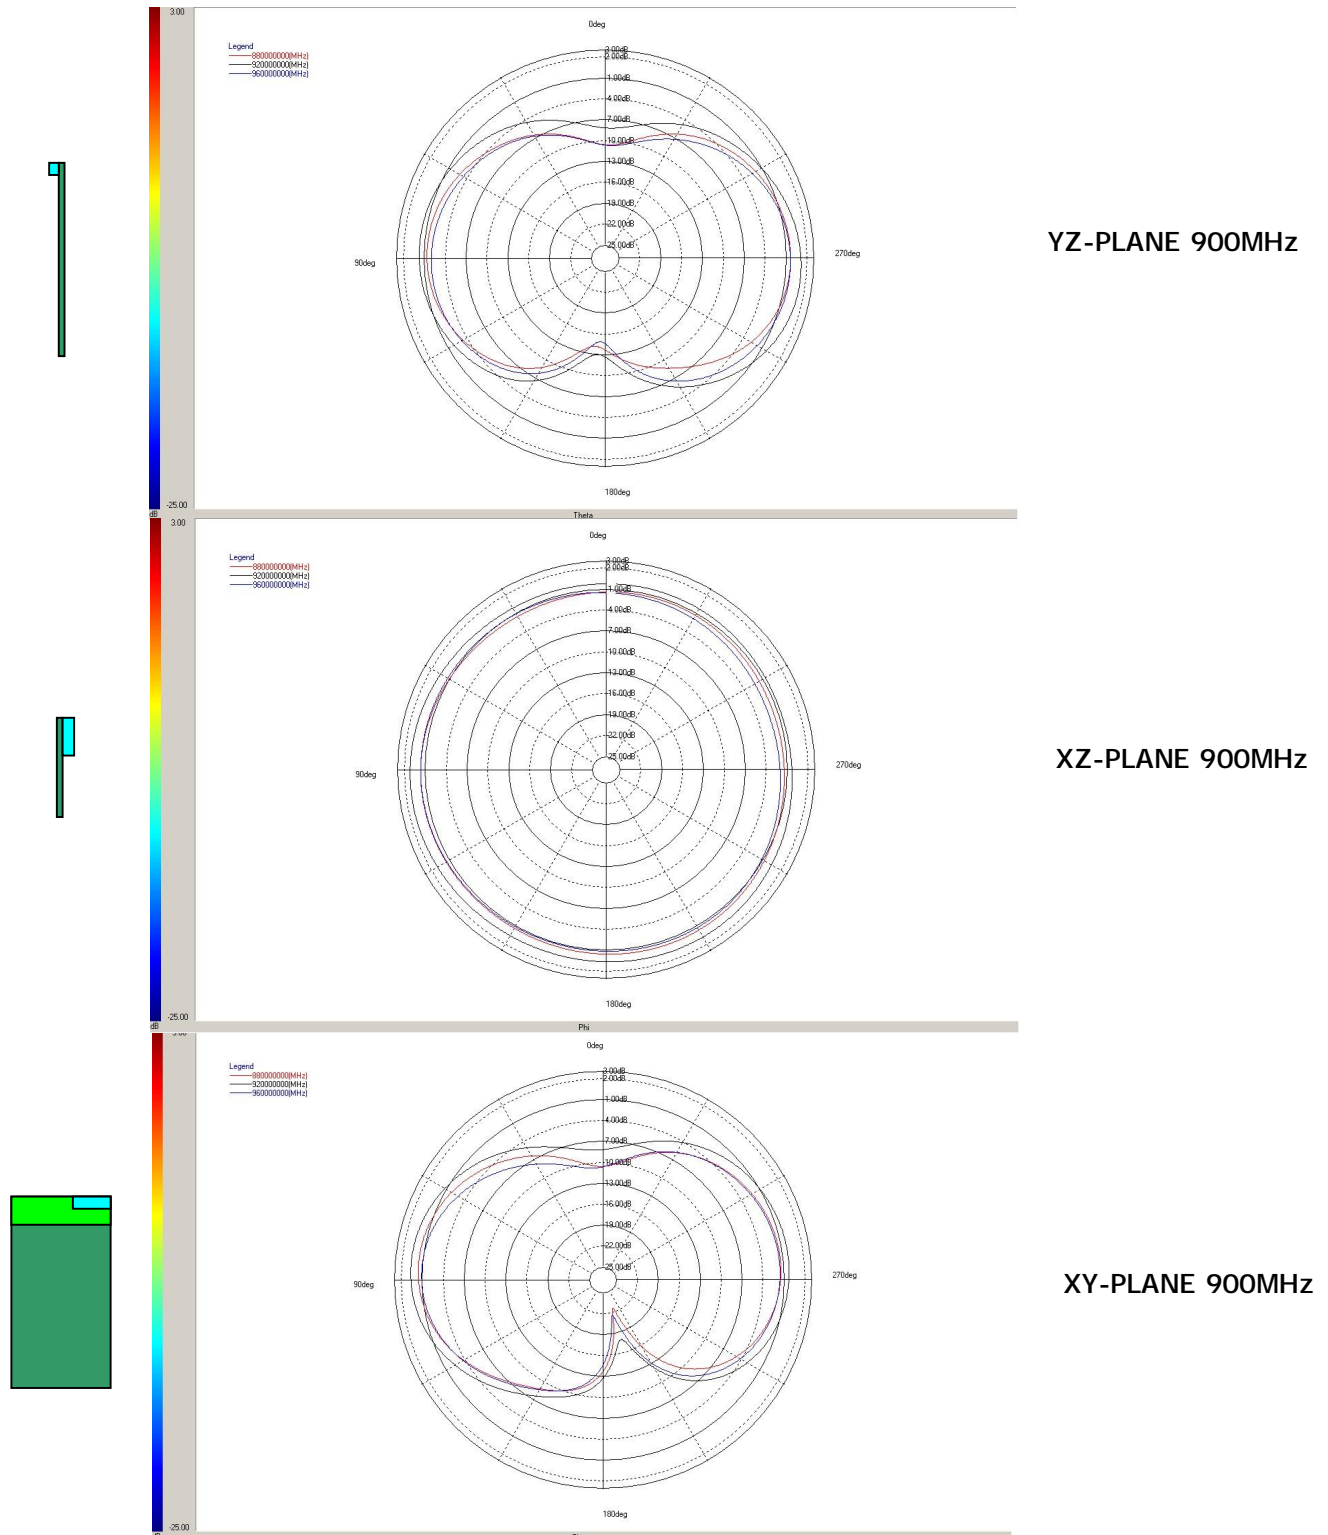 3.00
0deg
Legend
880000000(MHz)
920000000(MHz)
960000000(MHz)
3.00dB
2.00dB
1.00dB
4.00dB
7.00dB
10.00dB
13.00dB
16.00dB
19.00dB
22.00dB
25.00dB
90deg
270deg
YZ-PLANE 900MHz
180deg
-25.00
dB
Theta
3.00
0deg
Legend
880000000(MHz)
920000000(MHz)
960000000(MHz)
3.00dB
2.00dB
1.00dB
4.00dB
7.00dB
10.00dB
13.00dB
16.00dB
19.00dB
22.00dB
25.00dB
90deg
270deg
XZ-PLANE 900MHz
180deg
-25.00
dB
Phi
0deg
Legend
880000000(MHz)
920000000(MHz)
960000000(MHz)
3.00dB
2.00dB
1.00dB
4.00dB
7.00dB
10.00dB
13.00dB
16.00dB
19.00dB
22.00dB
25.00dB
90deg
270deg
XY-PLANE 900MHz
180deg
-25.00